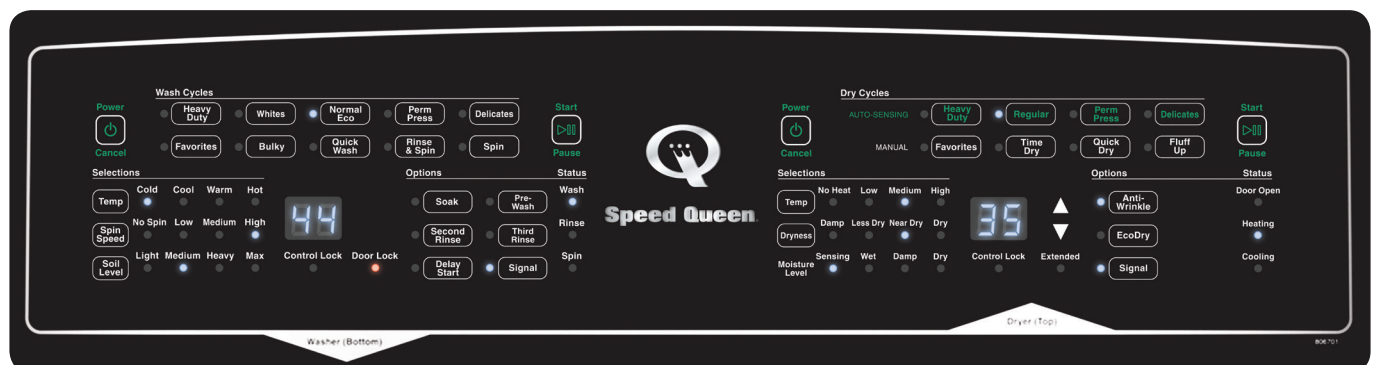 Wash Cycles
Power
Cancel
Heavy
Duty
Whites
Normal
Eco
Perm
Press
Delicates
Favorites
Bulky
Quick
Wash
Rinse
& Spin
Spin
Start
Pause
Selections
Temp
Cold Cool Warm Hot
Spin
Speed
No Spin Low Medium High
Soil
Level
Light Medium Heavy Max
44
Control Lock Door Lock
Options
Soak
Pre-
Wash
Second
Rinse
Third
Rinse
Delay
Start
Signal
Status
Wash
Rinse
Spin
Washer (Bottom)
Speed Queen
Dry Cycles
Power
Cancel
AUTO-SENSING
Heavy
Duty
Regular
Perm
Press
Delicates
MANUAL
Favorites
Time
Dry
Quick
Dry
Fluff
Up
Start
Pause
Selections
Temp
No Heat Low Medium High
Dryness
Damp Less Dry Near Dry Dry
Moisture
Level
Sensing Wet Damp Dry
35
Control Lock Extended
Options
Anti-
Wrinkle
EcoDry
Signal
Status
Door Open
Heating
Cooling
Dryer (Top)
806701